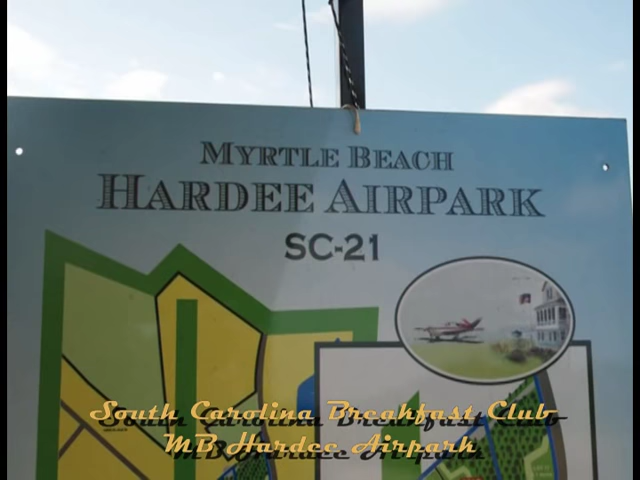 MYRTLE BEACH
HARDEE AIRPARK
SC-21
South Carolina Breakfast Club
MB Hardee Airpark